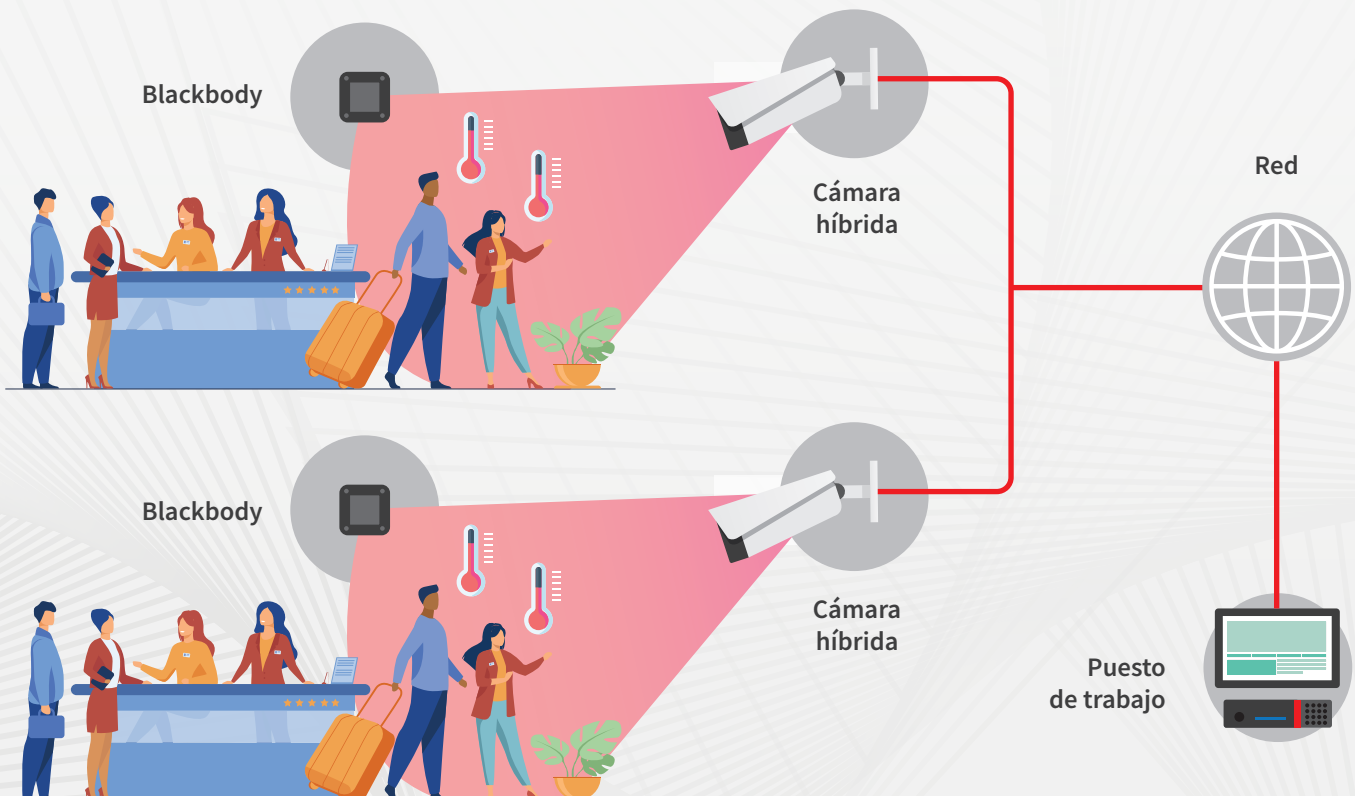 Blackbody
Cámara
híbrida
Red
Blackbody
Cámara
híbrida
Puesto
de trabajo